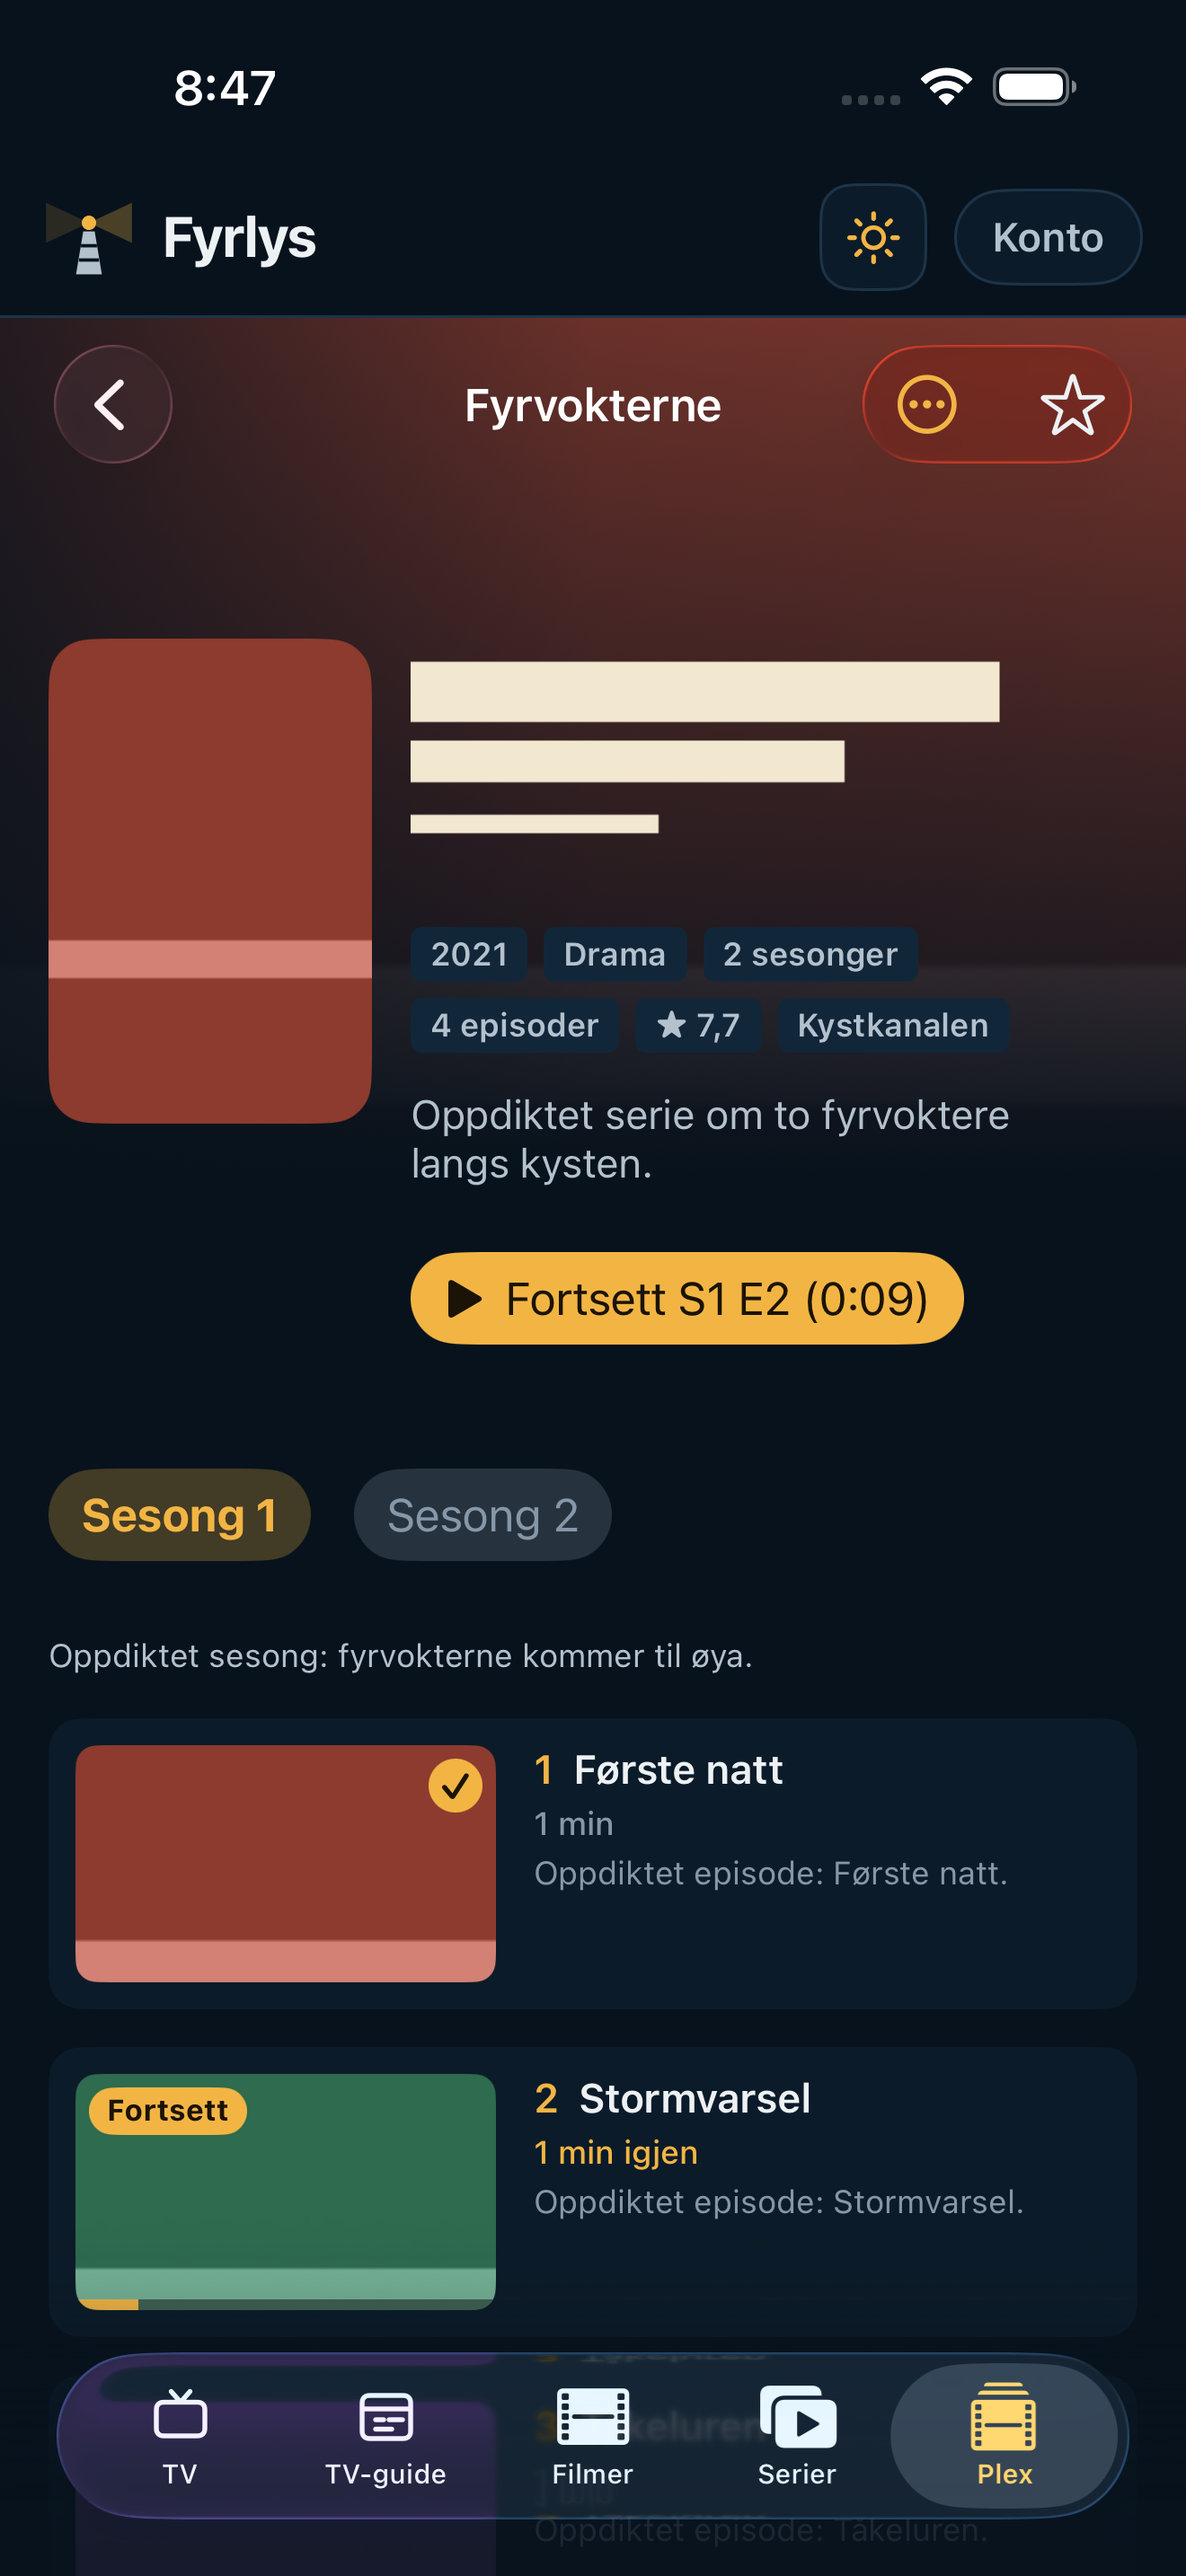 8:47
Fyrlys
Konto
Fyrvokterne
2021 Drama 2 sesonger
4 episoder ★ 7,7 Kystkanalen
Oppdiktet serie om to fyrvoktere
langs kysten.
Fortsett S1 E2 (0:09)
Sesong 1 Sesong 2
Oppdiktet sesong: fyrvokterne kommer til øya.
1 Første natt
1 min
Oppdiktet episode: Første natt.
Fortsett
2 Stormvarsel
1 min igjen
Oppdiktet episode: Stormvarsel.
TV TV-guide Filmer Serier Plex
Oppdiktet episode: Tåkeluren.